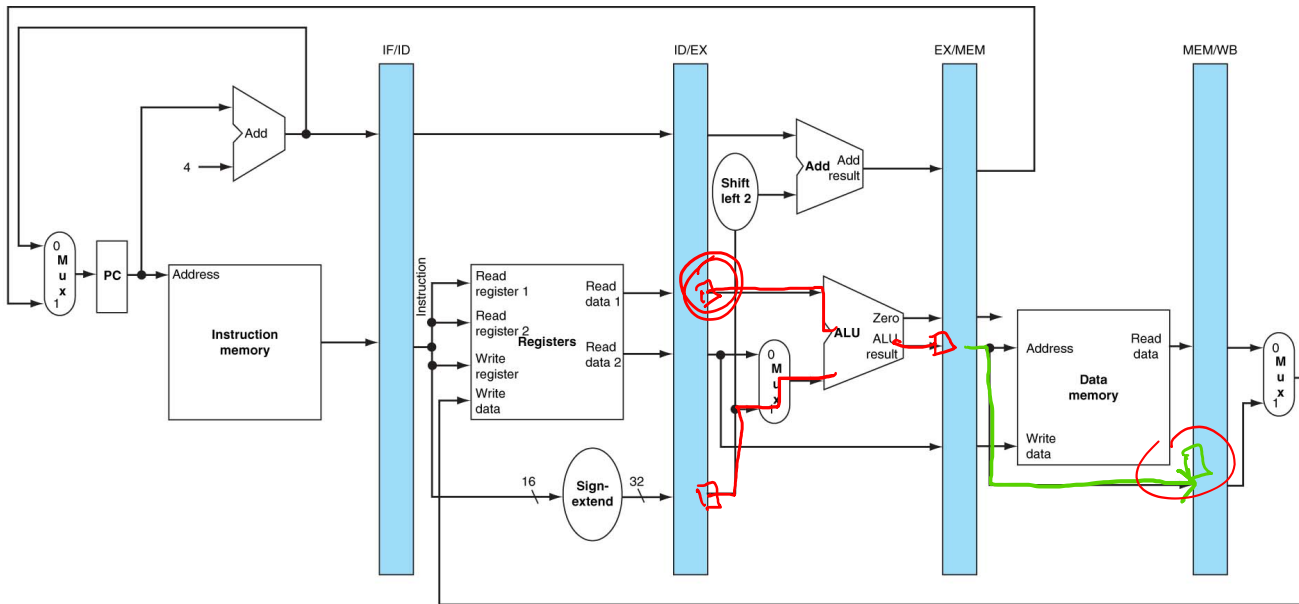 IF/ID
ID/EX
EX/MEM
MEM/WB
Add
4
Shift
left 2
Add
Add
result
0
M
u
x
1
PC
Address
Instruction
memory
Instruction
Read
register 1
Read
register 2
Write
register
Write
data
Registers
Read
data 1
Read
data 2
16
Sign-
extend
32
0
M
u
x
1
ALU
Zero
ALU
result
Address
Write
data
Data
memory
Read
data
0
M
u
x
1